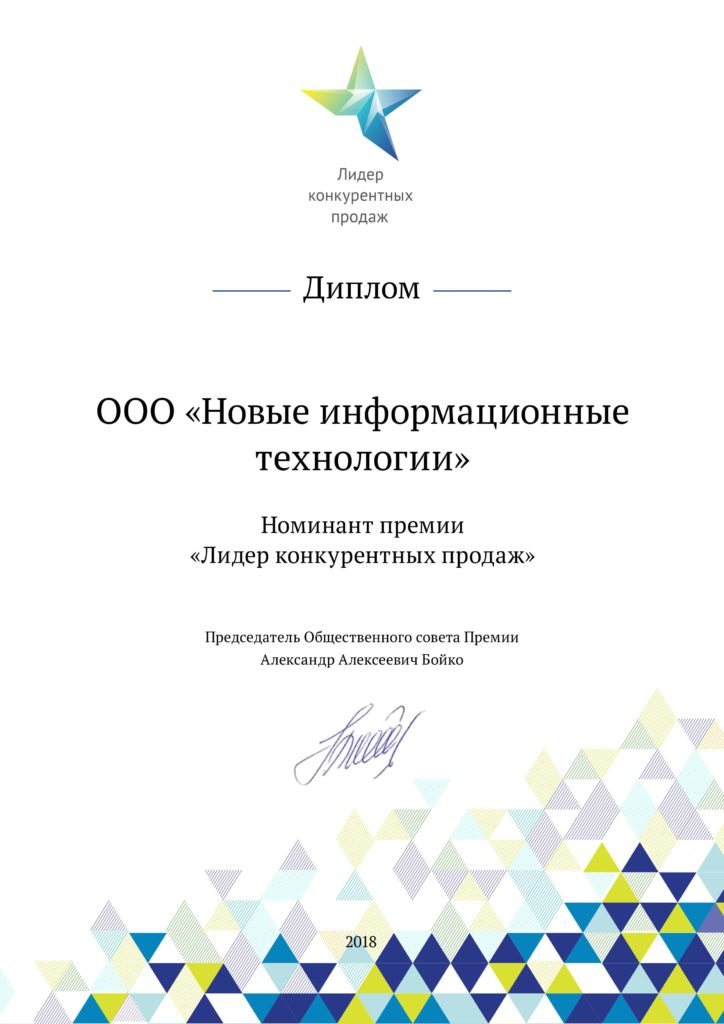 Лидер
конкурентных
продаж
Диплом
ООО «Новые информационные
технологии»
Номинант премии
«Лидер конкурентных продаж»
Председатель Общественного совета Премии
Александр Алексеевич Бойко
2018